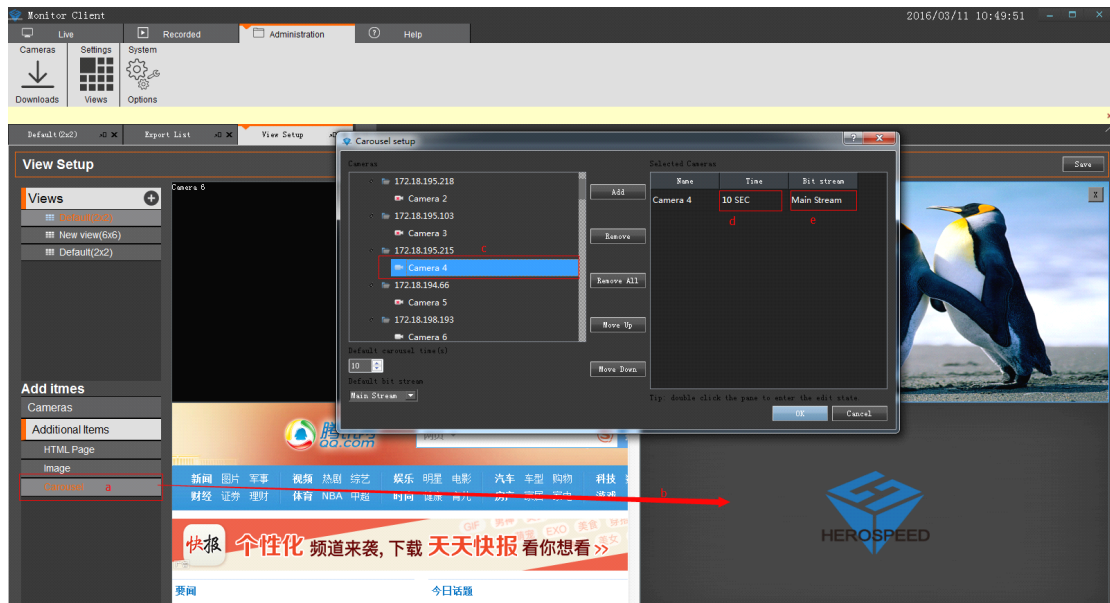 Monitor Client 2016/03/11 10:49:51
Live Recorded Administration Help
Cameras Settings System
Downloads Views Options
Default(2x2) Export List View Setup
View Setup Save
Views
Default(2x2)
New view(6x6)
Default(2x2)
Add itmes
Cameras
Additional Items
HTML Page
Image
Carousel a
Camera 6
Carousel setup
Cameras
172.18.195.218
Camera 2
172.18.195.103
Camera 3
172.18.195.215 c
Camera 4
172.18.194.66
Camera 5
172.18.198.193
Camera 6
Default carousel time(s)
10
Default bit stream
Main Stream
Add
Remove
Remove All
Move Up
Move Down
Selected Cameras
Name Time Bit stream
Camera 4 10 SEC Main Stream
d e
Tip: double click the pane to enter the edit state.
OK Cancel
x
qq.com 网页
新闻 图片 军事 视频 热剧 综艺 娱乐 明星 电影 汽车 车型 购物 科技
财经 证券 理财 体育 NBA 中超 时尚
b
快报 个性化 频道来袭, 下载 天天快报 看你想看 >>
要闻 今日话题
HEROSPEED